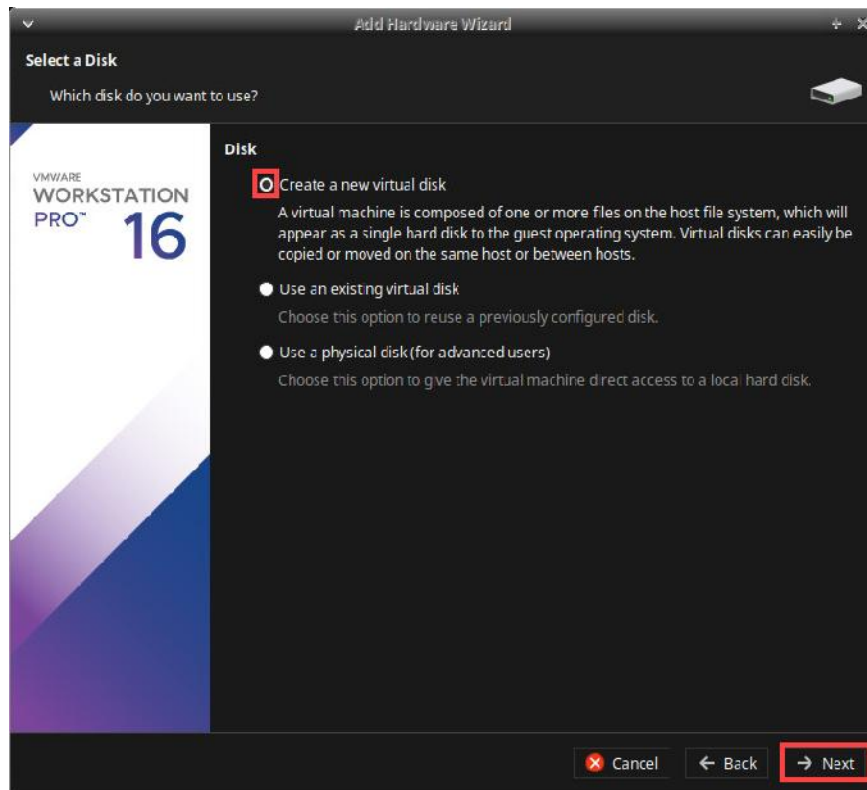 Add Hardware Wizard
Select a Disk
Which disk do you want to use?
VMWARE
WORKSTATION
PRO™ 16
Disk
Create a new virtual disk
A virtual machine is composed of one or more files on the host file system, which will
appear as a single hard disk to the guest operating system. Virtual disks can easily be
copied or moved on the same host or between hosts.
Use an existing virtual disk
Choose this option to reuse a previously configured disk.
Use a physical disk (for advanced users)
Choose this option to give the virtual machine direct access to a local hard disk.
Cancel
Back
Next